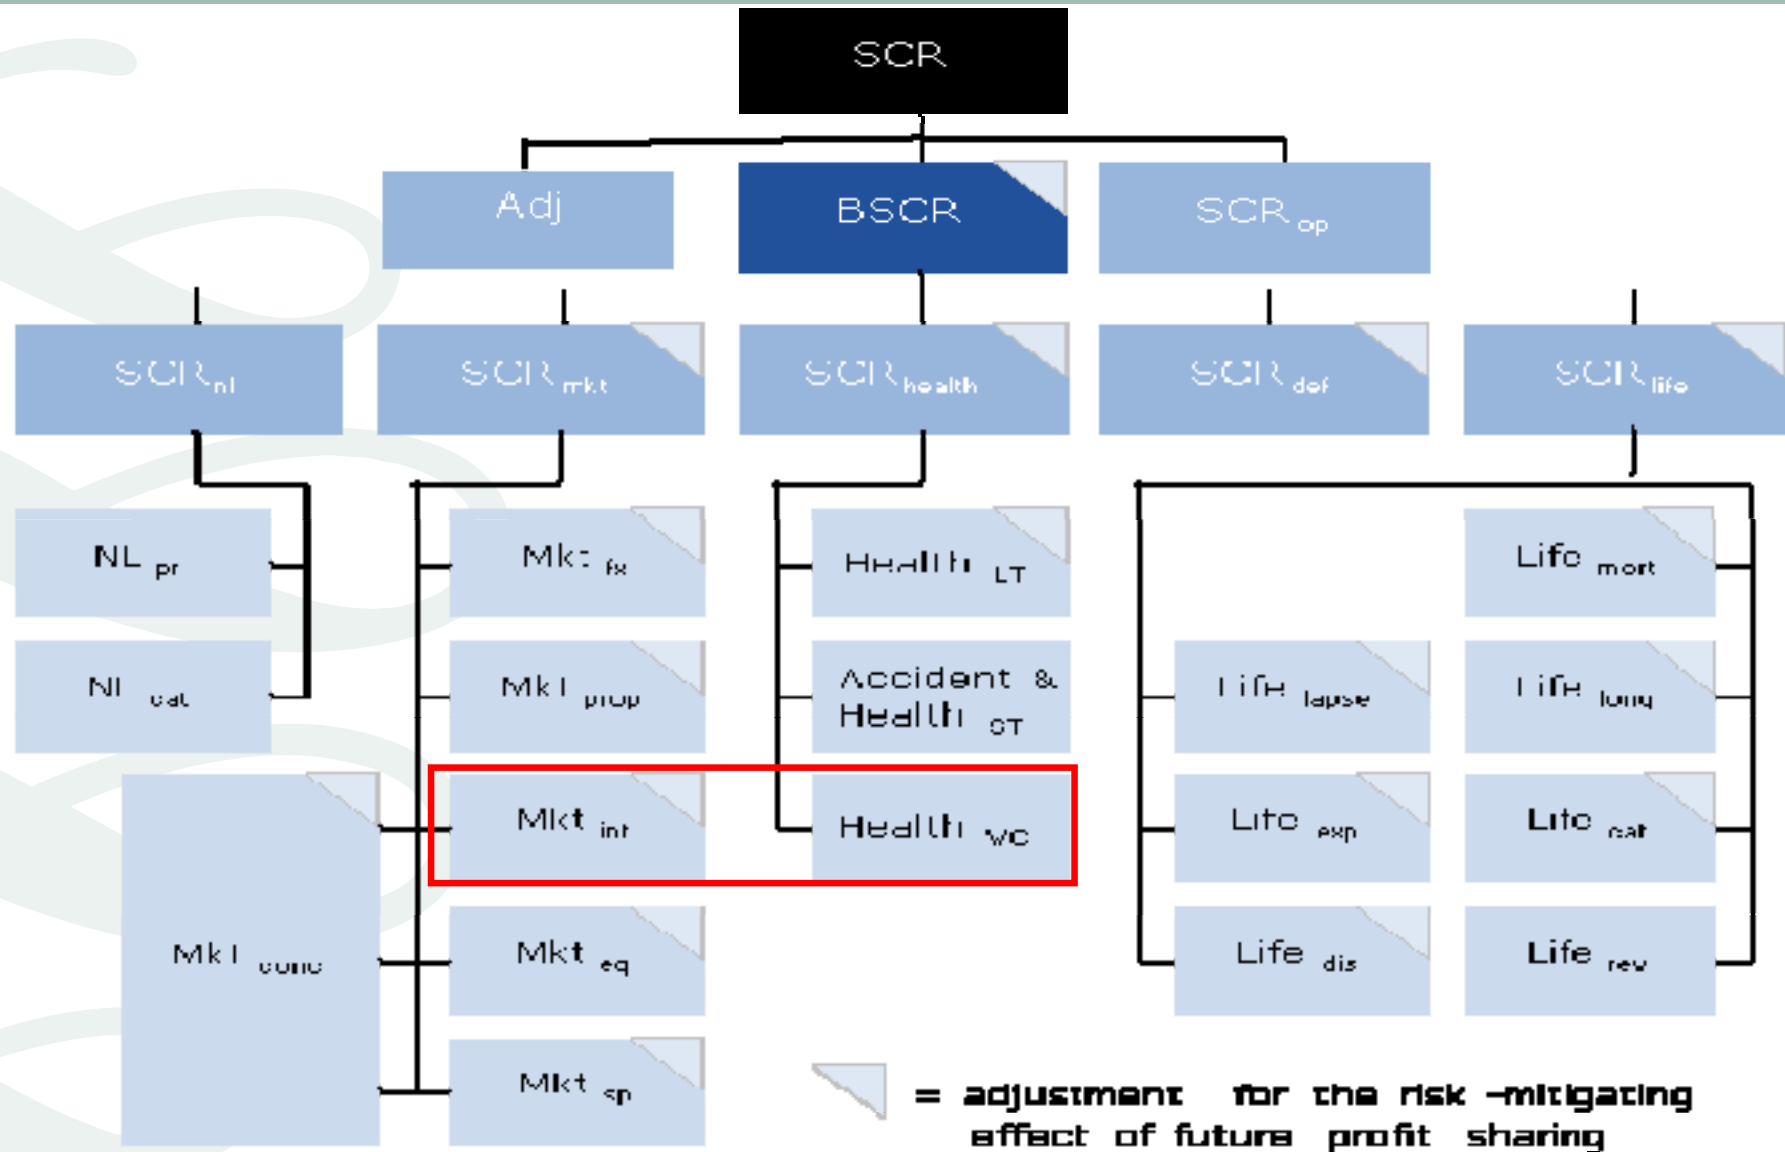 SCR
Adj
BSCR
SCR op
SCR nl
SCR mkt
SCR health
SCR def
SCR life
NL pr
Mkt fx
Health LT
Life mort
NL cat
Mkt prop
Accident &
Health ST
Life lapse
Life long
Mkt int
Health WC
Life exp
Life cat
Mkt conc
Mkt eq
Life dis
Life rev
Mkt sp
= adjustment for the risk -mitigating
effect of future profit sharing